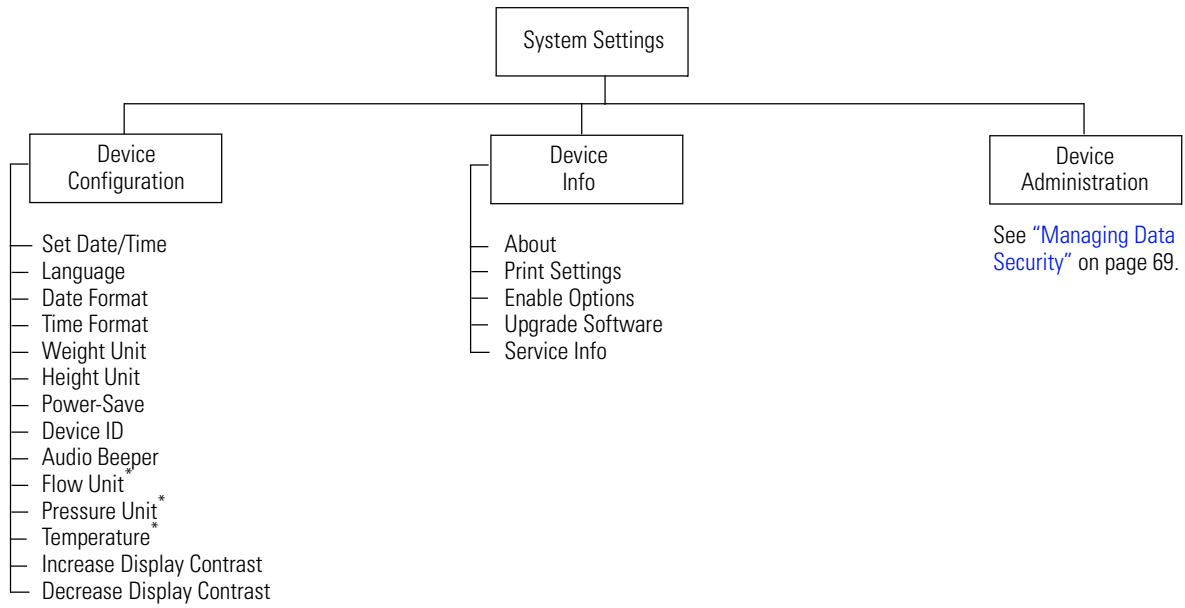 System Settings
Device
Configuration
Set Date/Time
Language
Date Format
Time Format
Weight Unit
Height Unit
Power-Save
Device ID
Audio Beeper
Flow Unit*
Pressure Unit*
Temperature*
Increase Display Contrast
Decrease Display Contrast
Device
Info
About
Print Settings
Enable Options
Upgrade Software
Service Info
Device
Administration
See “Managing Data
Security” on page 69.